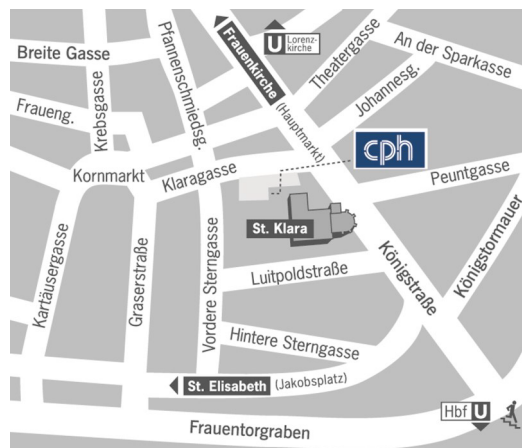 U Lorenz-
kirche
Breite Gasse
Pfannenschmiedsg.
Frauenkirche
(Hauptmarkt)
Theatergasse
An der Sparkasse
Krebsgasse
Fraueng.
Johannesg.
cph
Kornmarkt
Klaragasse
Peuntgasse
St. Klara
Kartäusergasse
Graserstraße
Vordere Sterngasse
Luitpoldstraße
Königstraße
Königstormauer
Hintere Sterngasse
St. Elisabeth (Jakobsplatz)
Hbf U
Frauentorgraben